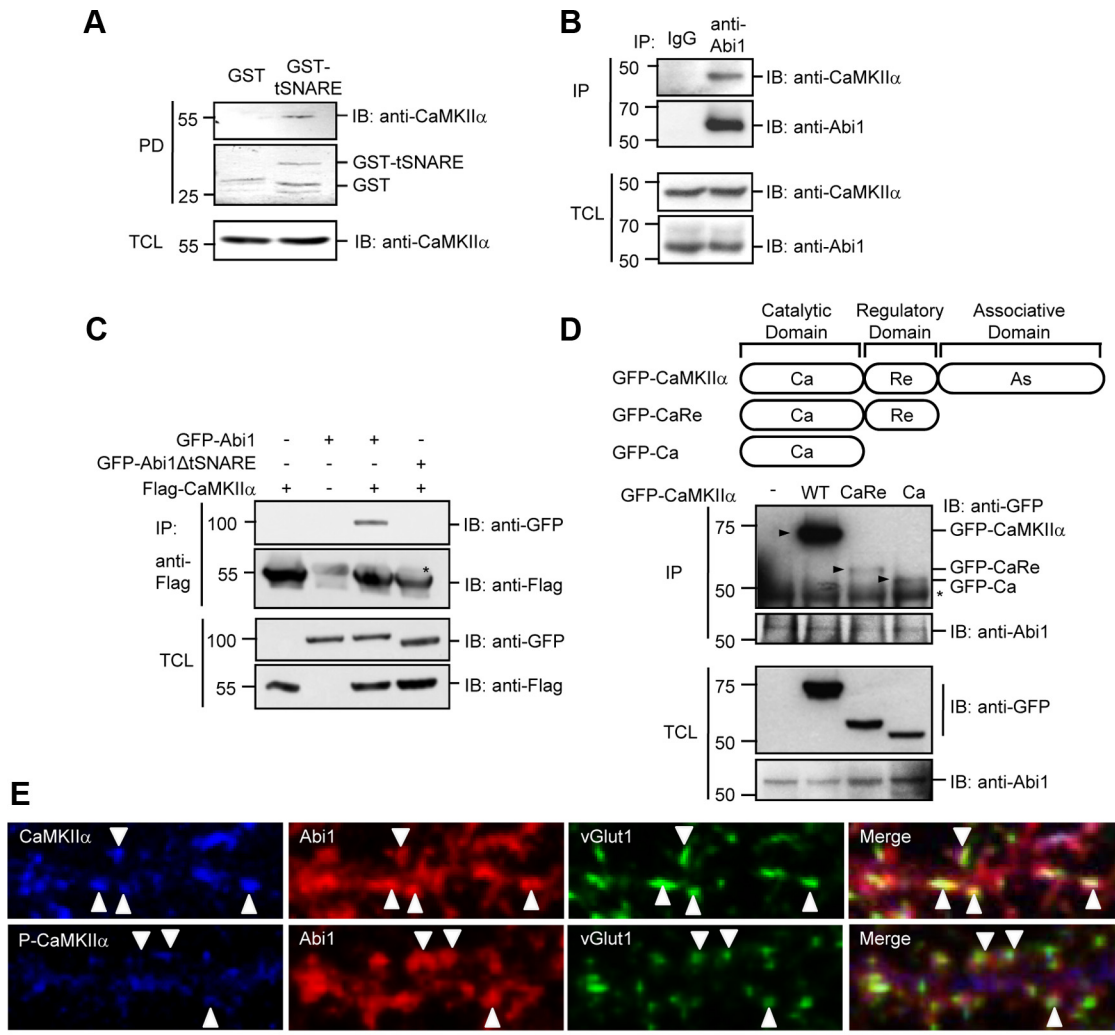 A
GST GST-
tSNARE
PD
55 IB: anti-CaMKIIα
GST-tSNARE
GST
25
TCL 55 IB: anti-CaMKIIα
B
IP: IgG anti-
Abi1
IP
50 IB: anti-CaMKIIα
70
IB: anti-Abi1
50
TCL
50 IB: anti-CaMKIIα
70
IB: anti-Abi1
50
C
GFP-Abi1 - + + -
GFP-Abi1ΔtSNARE - - - +
Flag-CaMKIIα + - + +
IP:
anti-
Flag
100 IB: anti-GFP
*
55 IB: anti-Flag
TCL
100 IB: anti-GFP
55 IB: anti-Flag
D
Catalytic Regulatory Associative
Domain Domain Domain
GFP-CaMKIIα Ca Re As
GFP-CaRe Ca Re
GFP-Ca Ca
GFP-CaMKIIα - WT CaRe Ca
IB: anti-GFP
IP
75 GFP-CaMKIIα
GFP-CaRe
50 * GFP-Ca
50 IB: anti-Abi1
TCL
75
IB: anti-GFP
50
IB: anti-Abi1
50
E
CaMKIIα Abi1 vGlut1 Merge
P-CaMKIIα Abi1 vGlut1 Merge